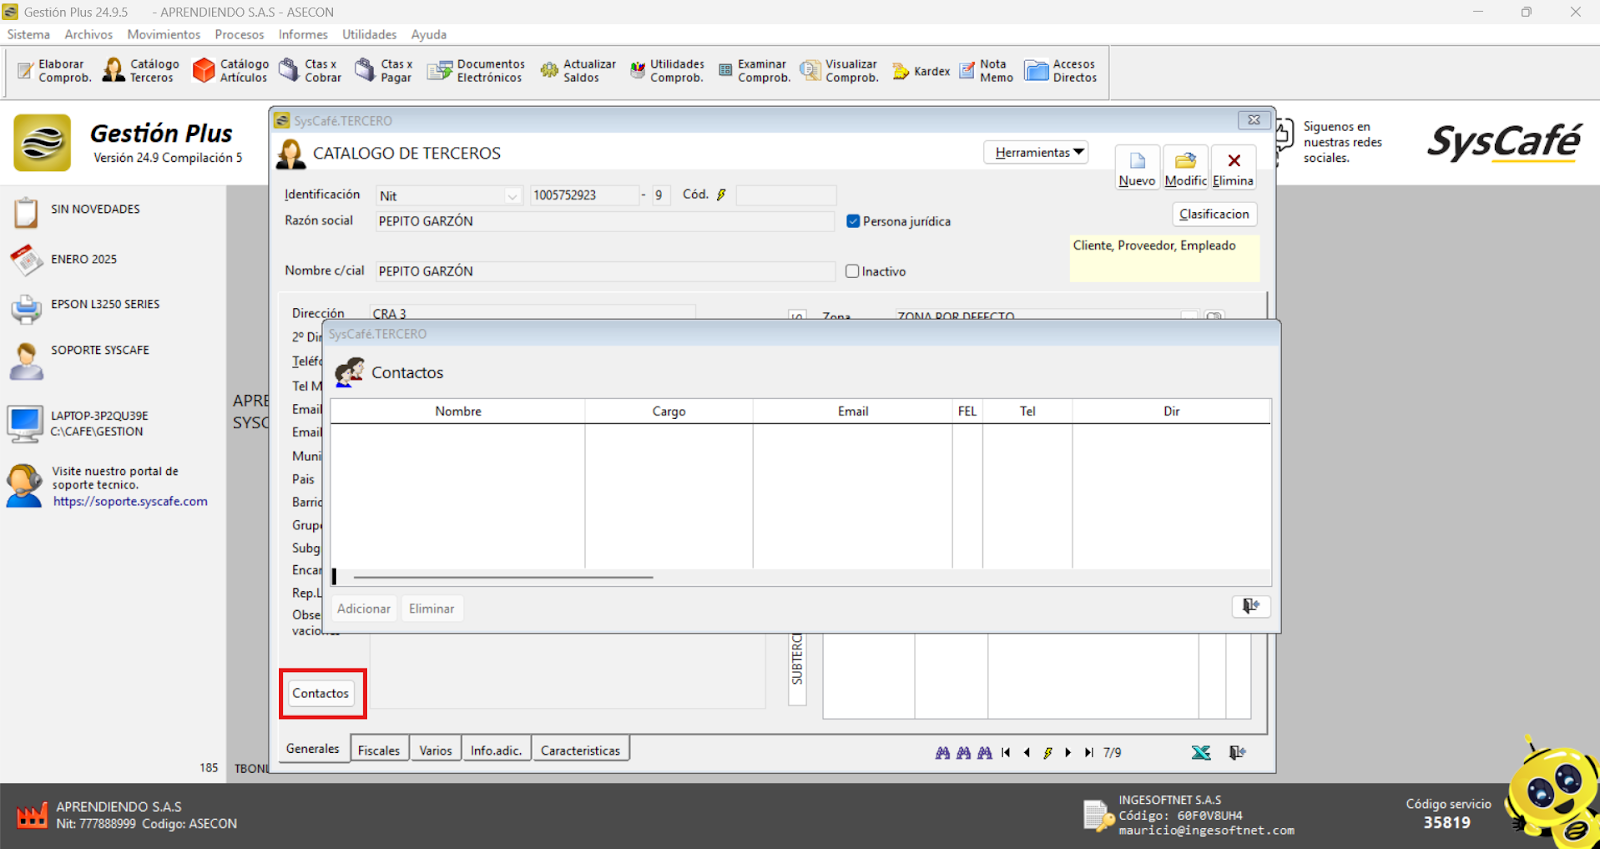 Gestión Plus 24.9.5 - APRENDIENDO S.A.S - ASECON
Sistema Archivos Movimientos Procesos Informes Utilidades Ayuda
Elaborar Comprob.
Catálogo Terceros
Catálogo Artículos
Ctas x Cobrar
Ctas x Pagar
Documentos Electrónicos
Actualizar Saldos
Utilidades Comprob.
Examinar Comprob.
Visualizar Comprob.
Kardex
Nota Memo
Accesos Directos
Gestión Plus
Versión 24.9 Compilación 5
Siguenos en
nuestras redes
sociales.
SysCafé
SIN NOVEDADES
ENERO 2025
EPSON L3250 SERIES
SOPORTE SYSCAFE
LAPTOP-3P2QU39E
C:\CAFE\GESTION
Visite nuestro portal de
soporte tecnico.
https://soporte.syscafe.com
185
TBONL
APRE
SYSC
SysCafé.TERCERO
CATALOGO DE TERCEROS
Herramientas
Nuevo Modific Elimina
Identificación Nit 1005752923 - 9 Cód.
Razón social PEPITO GARZÓN Persona jurídica
Clasificacion
Cliente, Proveedor, Empleado
Nombre c/cial PEPITO GARZÓN Inactivo
Dirección CRA 3 Zona ZONA POR DEFECTO
2º Dir
Teléfo
Tel M
Email
Email
Muni
Pais
Barrio
Grupo
Subg
Encar
Rep.L
Obse
vaciones
SysCafé.TERCERO
Contactos
Nombre Cargo Email FEL Tel Dir
Adicionar Eliminar
SUBTERC
Contactos
Generales Fiscales Varios Info.adic. Caracteristicas
7/9
APRENDIENDO S.A.S
Nit: 777888999 Codigo: ASECON
INGESOFTNET S.A.S
Código: 60F0V8UH4
mauricio@ingesoftnet.com
Código servicio
35819